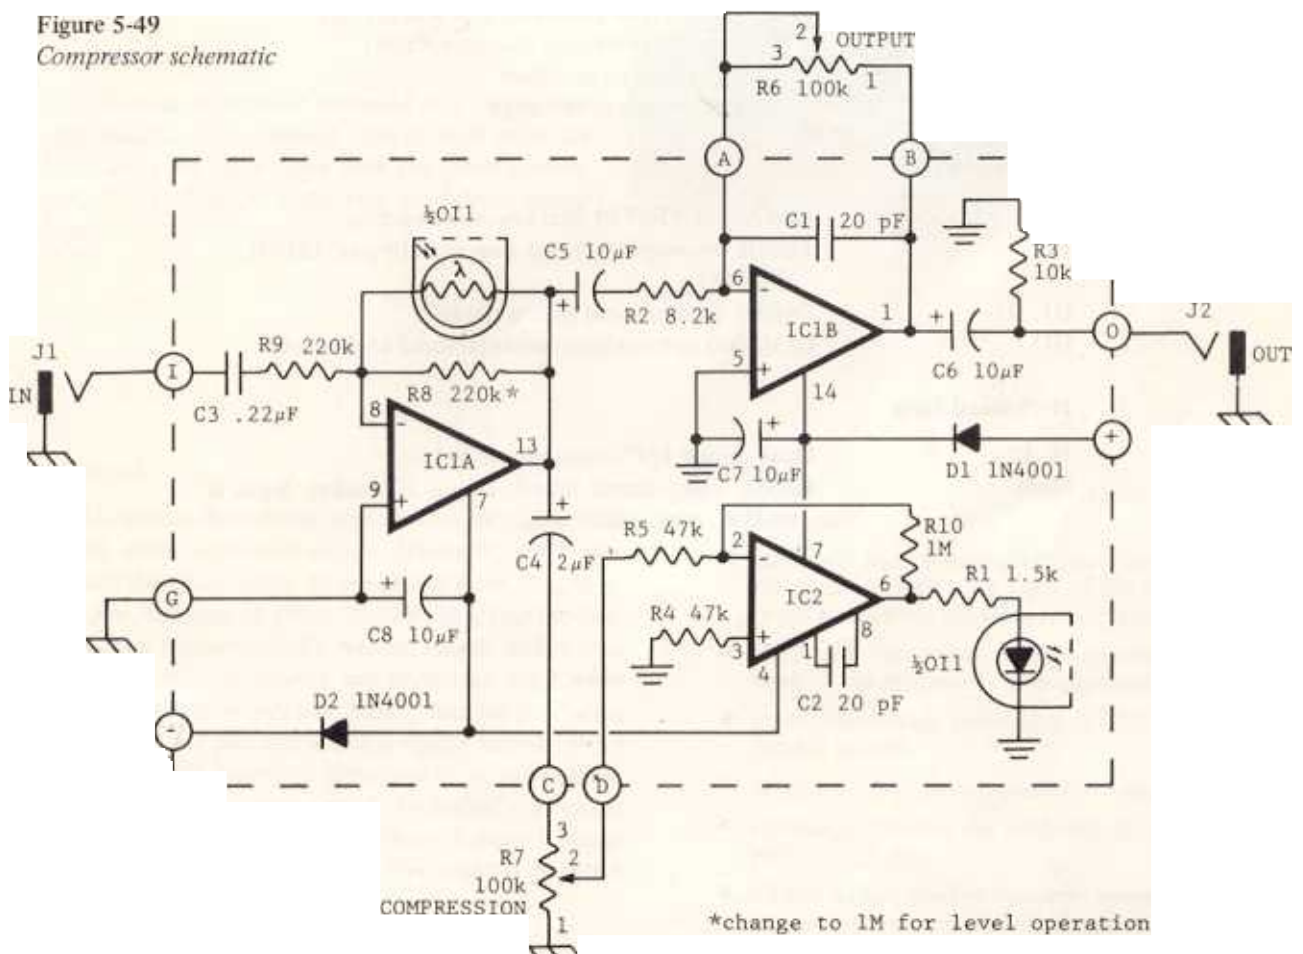 Figure 5-49
Compressor schematic
2
OUTPUT
3
R6 100k
1
A
B
½OI1
λ
C1 20 pF
C5 10µF
+
R2 8.2k
6
-
IC1B
5
+
1
14
R3
10k
+
C6 10µF
O
J2
OUT
J1
IN
I
R9 220k
C3 .22µF
R8 220k*
8
-
IC1A
9
+
13
7
+
C7 10µF
D1 1N4001
+
+
C4 2µF
R5 47k
2
-
7
R10
1M
IC2
6
R1 1.5k
R4 47k
+
3
4
1
8
C2 20 pF
½OI1
G
+
C8 10µF
D2 1N4001
-
C
D
3
R7
100k
2
COMPRESSION
1
*change to 1M for level operation